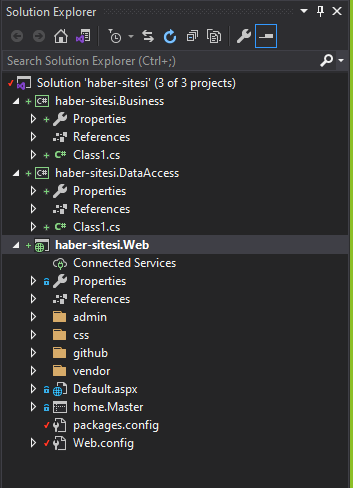 Solution Explorer
Search Solution Explorer (Ctrl+;)
Solution 'haber-sitesi' (3 of 3 projects)
C# haber-sitesi.Business
Properties
References
C# Class1.cs
C# haber-sitesi.DataAccess
Properties
References
C# Class1.cs
haber-sitesi.Web
Connected Services
Properties
References
admin
css
github
vendor
Default.aspx
home.Master
packages.config
Web.config